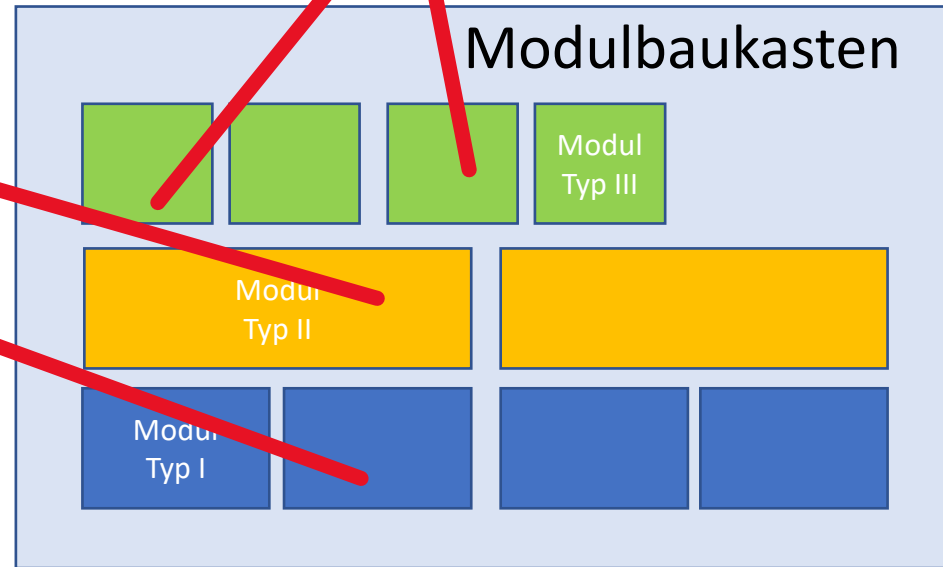 Modulbaukasten
Modul
Typ III
Modul
Typ II
Modul
Typ I